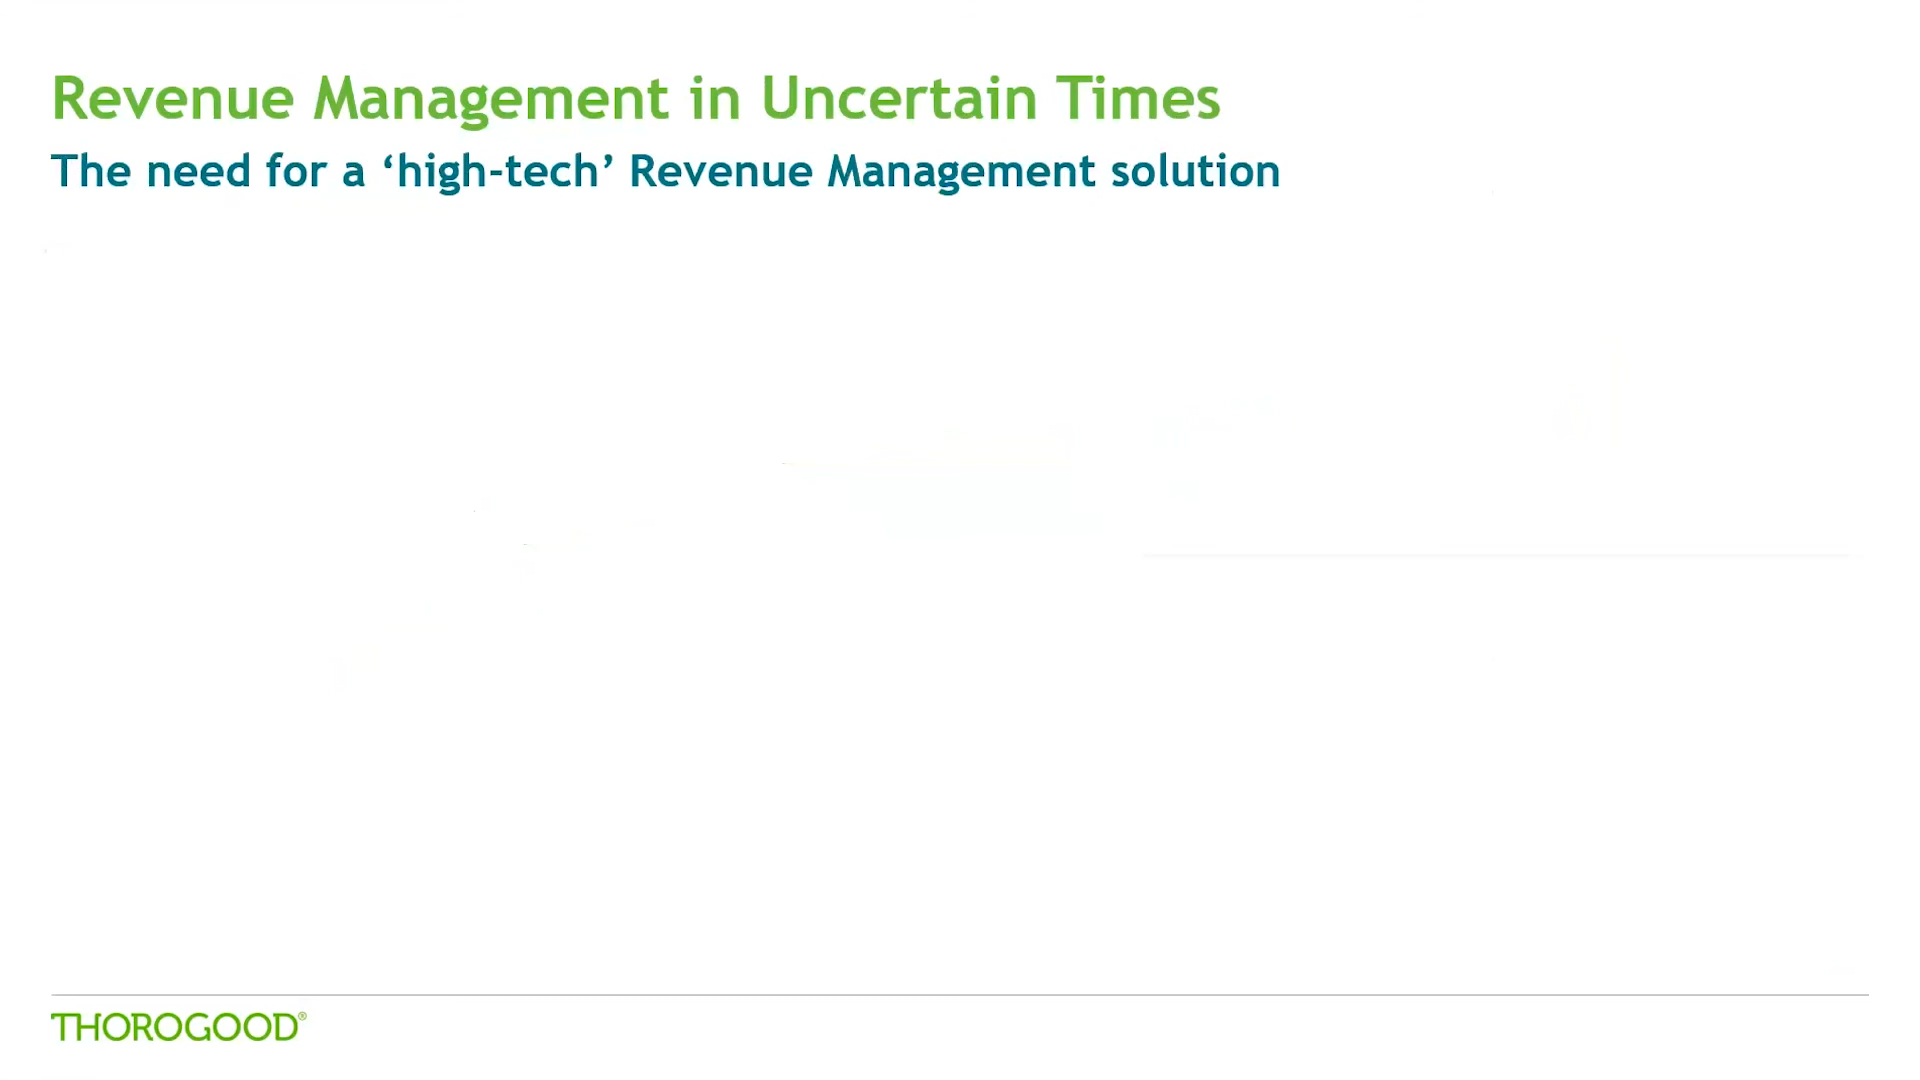 Revenue Management in Uncertain Times
The need for a ‘high-tech’ Revenue Management solution
THOROGOOD®